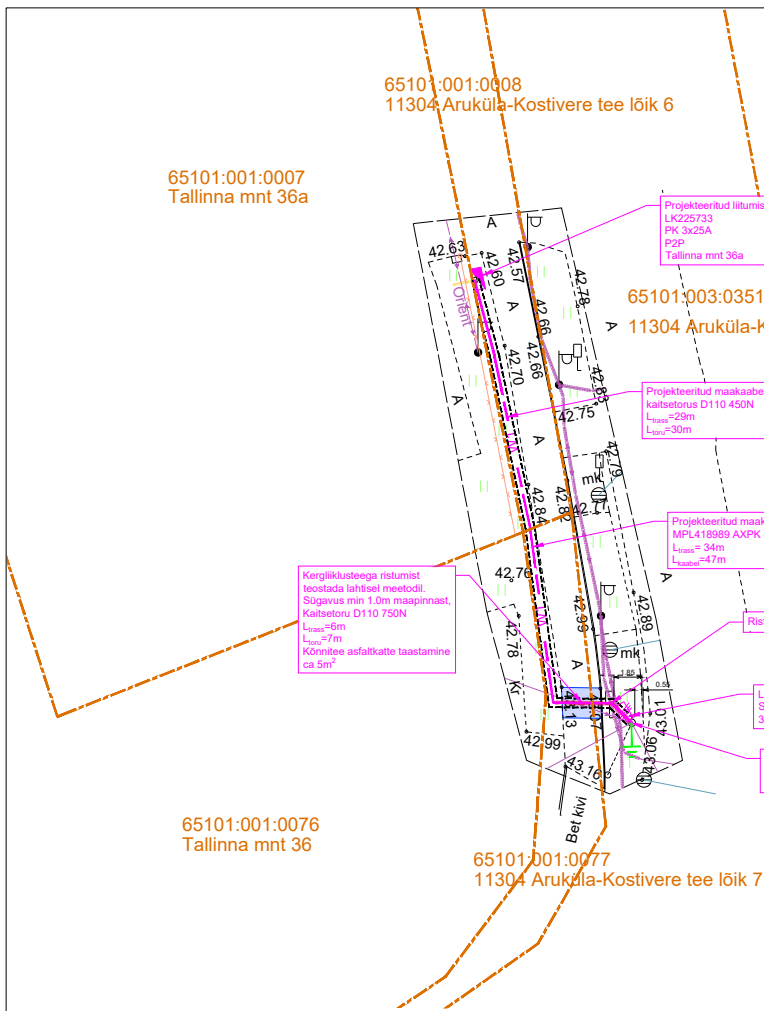 65101:001:0008
11304 Aruküla-Kostivere tee lõik 6
65101:001:0007
Tallinna mnt 36a
Projekteeritud liitumis
LK225733
PK 3x25A
P2P
Tallinna mnt 36a
65101:003:0351
11304 Aruküla-K
A
42.63
42.60
42.57
42.78
Orient
A
A
42.66
42.66
42.70
42.83
42.75
Projekteeritud maakaabe
kaitsetorus D110 450N
Ltrass=29m
Ltoru=30m
A
A
42.79
mk
42.84
42.82
42.77
Projekteeritud maak
MPL418989 AXPK
Ltrass= 34m
Lkaabel=47m
A
Kergliiklusteega ristumist
teostada lahtisel meetodil.
Sügavus min 1.0m maapinnast,
Kaitsetoru D110 750N
Ltrass=6m
Ltoru=7m
Kõnnitee asfaltkatte taastamine
ca 5m²
42.76
42.78
42.99
42.89
Rist
mk
A
Kr
1.85
0.55
43.13
43.01
42.99
43.06
43.16
Bet kivi
65101:001:0076
Tallinna mnt 36
65101:001:0077
11304 Aruküla-Kostivere tee lõik 7